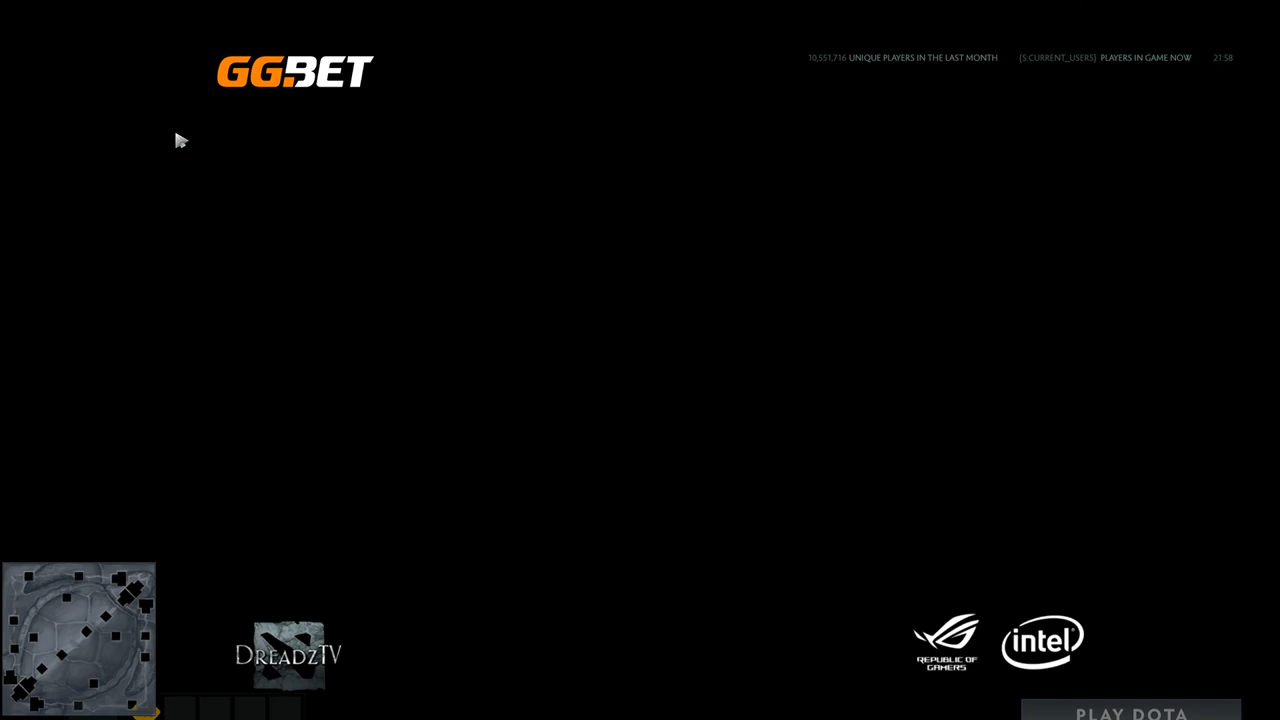 GG.BET
10,551,716 UNIQUE PLAYERS IN THE LAST MONTH {S:CURRENT_USERS} PLAYERS IN GAME NOW 21:58
DREADZTV
REPUBLIC OF
GAMERS
intel
PLAY DOTA